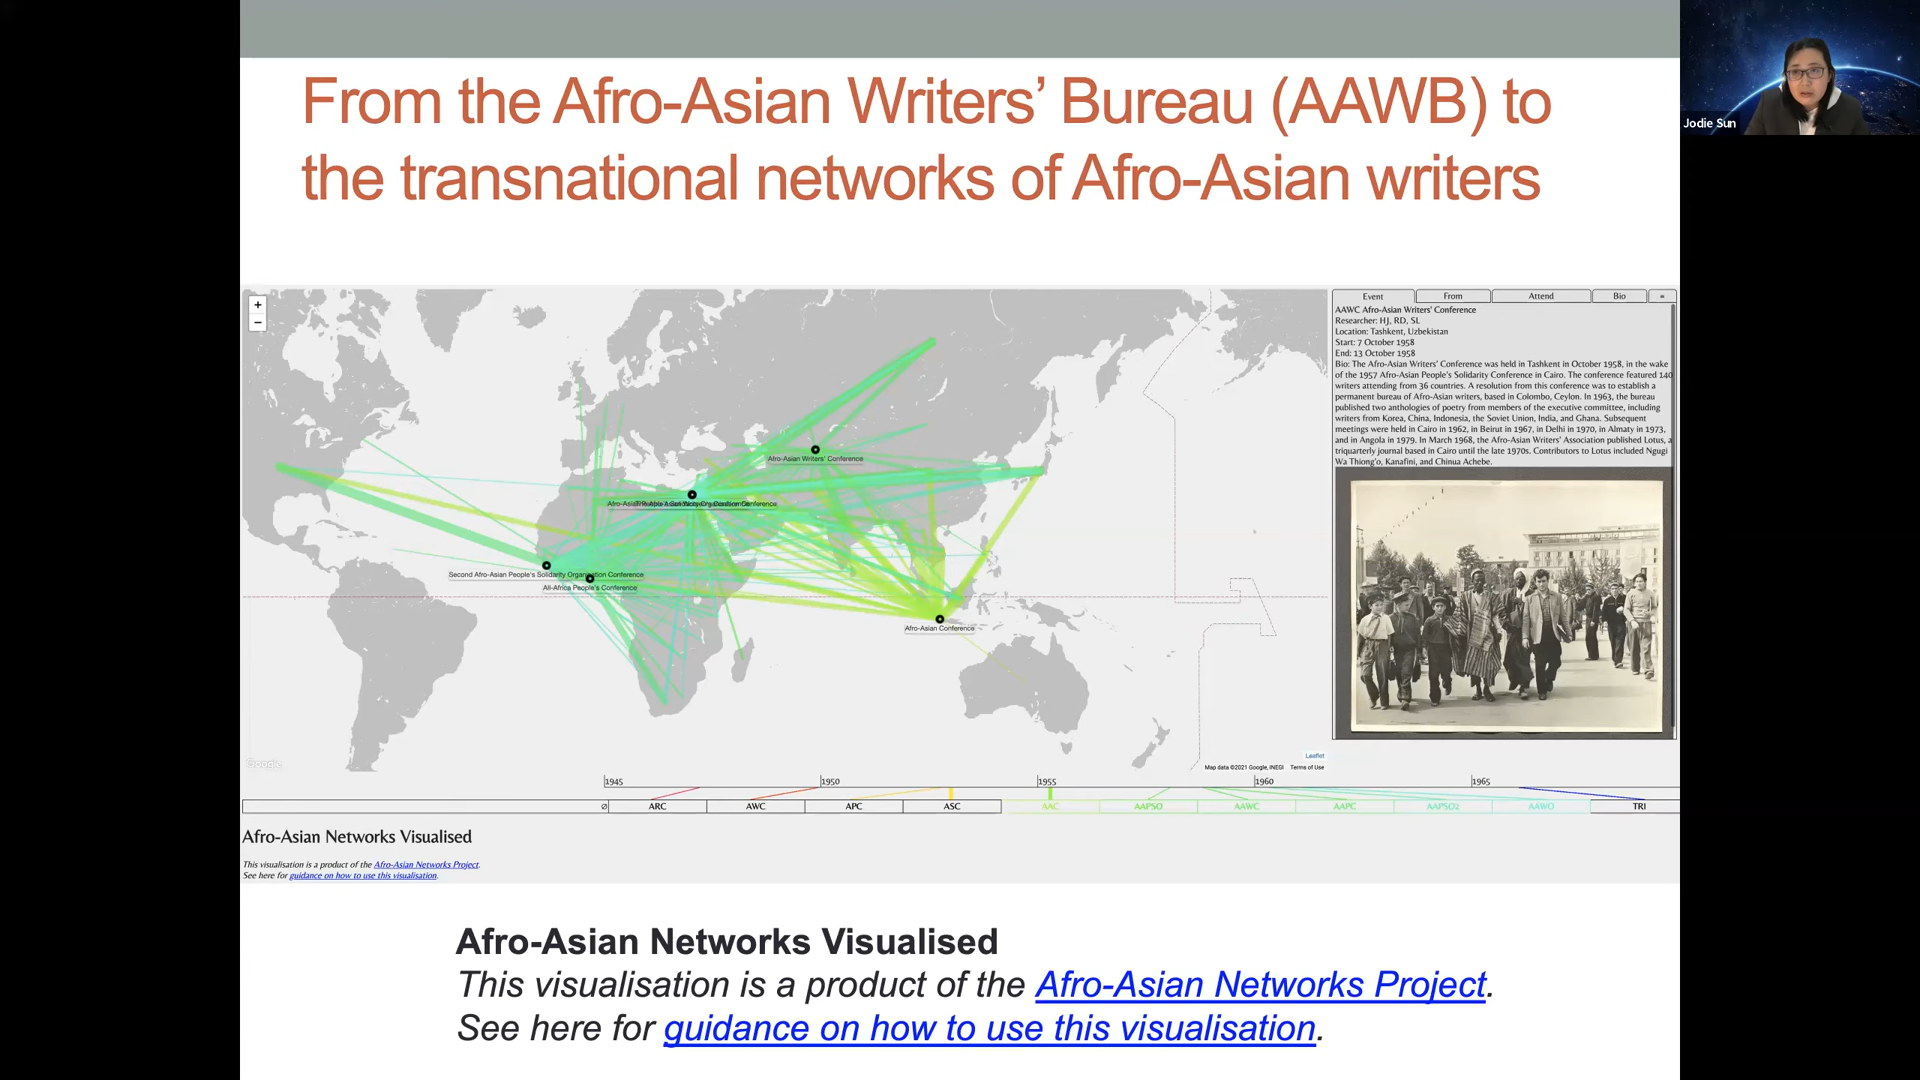 From the Afro-Asian Writers’ Bureau (AAWB) to
the transnational networks of Afro-Asian writers
Jodie Sun
+
−
Afro-Asian Writers' Conference
Conference
Second Afro-Asian People's Solidarity Organisation Conference
All-Africa People's Conference
Afro-Asian Conference
Google
Leaflet
Map data ©2021 Google, INEGI Terms of Use
Event From Attend Bio
AAWC Afro-Asian Writers' Conference
Researcher: HJ, RD, SL
Location: Tashkent, Uzbekistan
Start: 7 October 1958
End: 13 October 1958
Bio: The Afro-Asian Writers' Conference was held in Tashkent in October 1958, in the wake
of the 1957 Afro-Asian People's Solidarity Conference in Cairo. The conference featured 140
writers attending from 36 countries. A resolution from this conference was to establish a
permanent bureau of Afro-Asian writers, based in Colombo, Ceylon. In 1963, the bureau
published two anthologies of poetry from members of the executive committee, including
writers from Korea, China, Indonesia, the Soviet Union, India, and Ghana. Subsequent
meetings were held in Cairo in 1962, in Beirut in 1967, in Delhi in 1970, in Almaty in 1973,
and in Angola in 1979. In March 1968, the Afro-Asian Writers' Association published Lotus, a
triquarterly journal based in Cairo until the late 1970s. Contributors to Lotus included Ngugi
Wa Thiong'o, Kanafini, and Chinua Achebe.
1945 1950 1955 1960 1965
∅ ARC AWC APC ASC AAC AAPSO AAWC AAPC AAPSO2 AAWO TRI
Afro-Asian Networks Visualised
This visualisation is a product of the Afro-Asian Networks Project.
See here for guidance on how to use this visualisation.
Afro-Asian Networks Visualised
This visualisation is a product of the Afro-Asian Networks Project.
See here for guidance on how to use this visualisation.